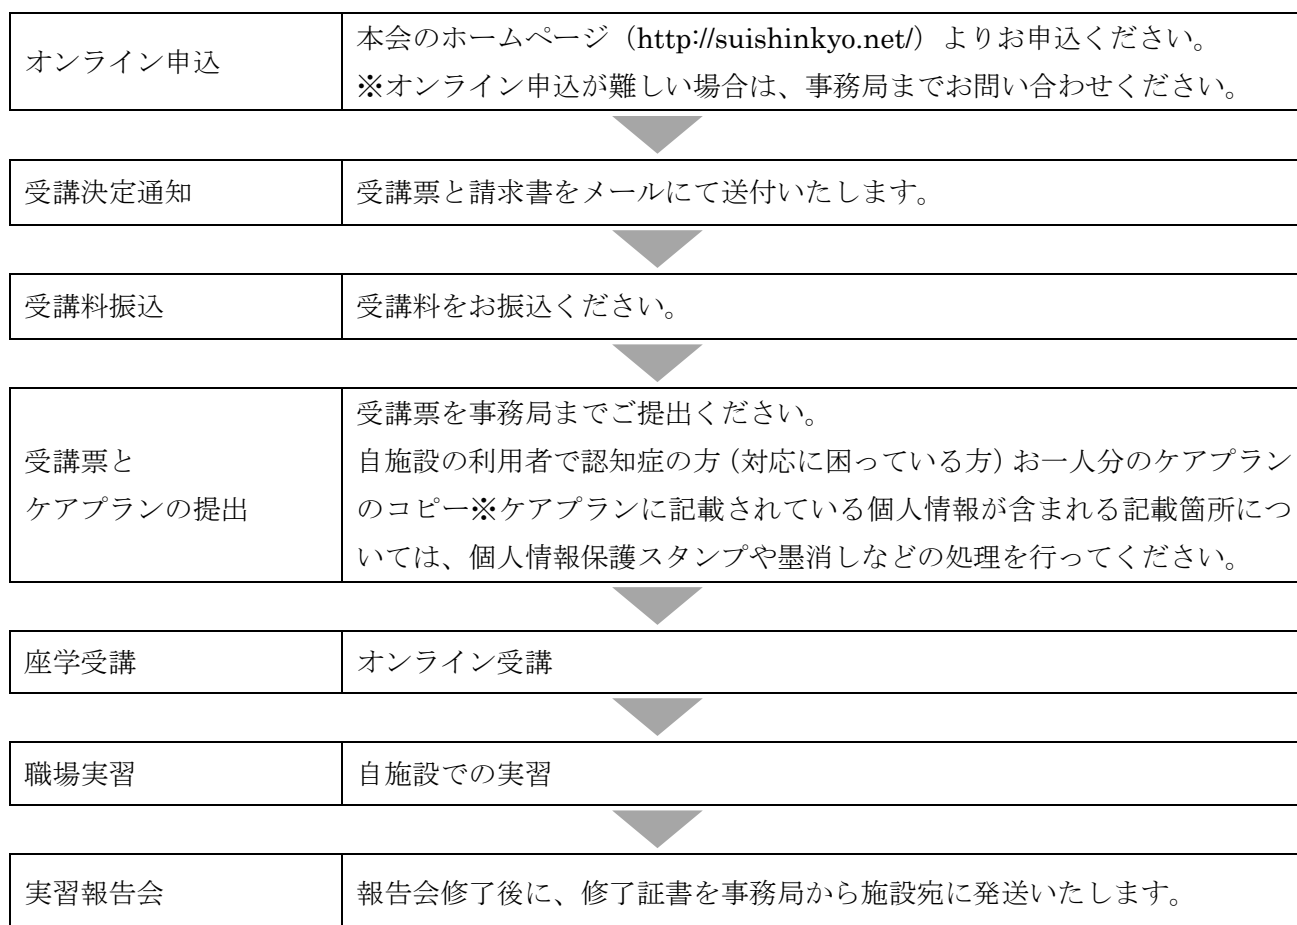 オンライン申込
本会のホームページ（http://suishinkyo.net/）よりお申込ください。
※オンライン申込が難しい場合は、事務局までお問い合わせください。
受講決定通知
受講票と請求書をメールにて送付いたします。
受講料振込
受講料をお振込ください。
受講票と
ケアプランの提出
受講票を事務局までご提出ください。
自施設の利用者で認知症の方（対応に困っている方）お一人分のケアプラン
のコピー※ケアプランに記載されている個人情報が含まれる記載箇所につ
いては、個人情報保護スタンプや墨消しなどの処理を行ってください。
座学受講
オンライン受講
職場実習
自施設での実習
実習報告会
報告会修了後に、修了証書を事務局から施設宛に発送いたします。